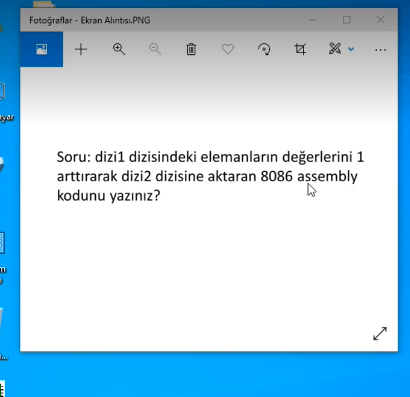 Fotoğraflar - Ekran Alıntısı.PNG
Soru: dizi1 dizisindeki elemanların değerlerini 1
arttırarak dizi2 dizisine aktaran 8086 assembly
kodunu yazınız?